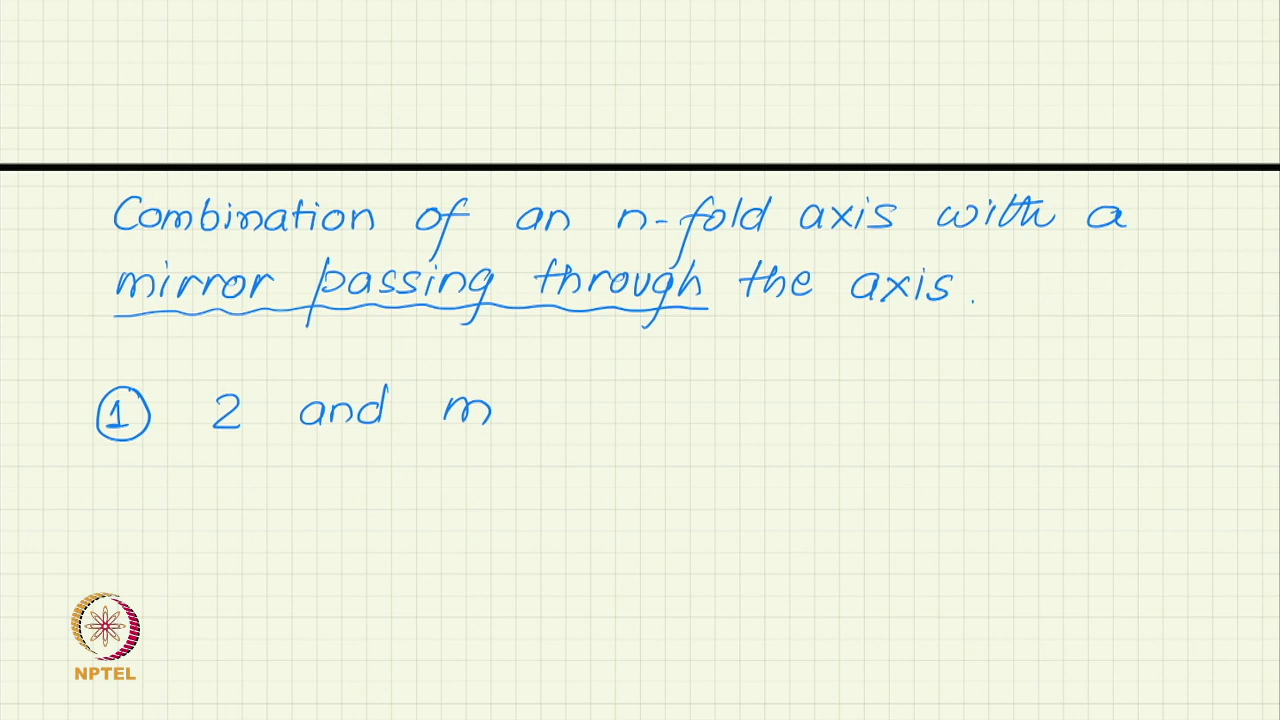 Combination of an n-fold axis with a
mirror passing through the axis.
① 2 and m
NPTEL